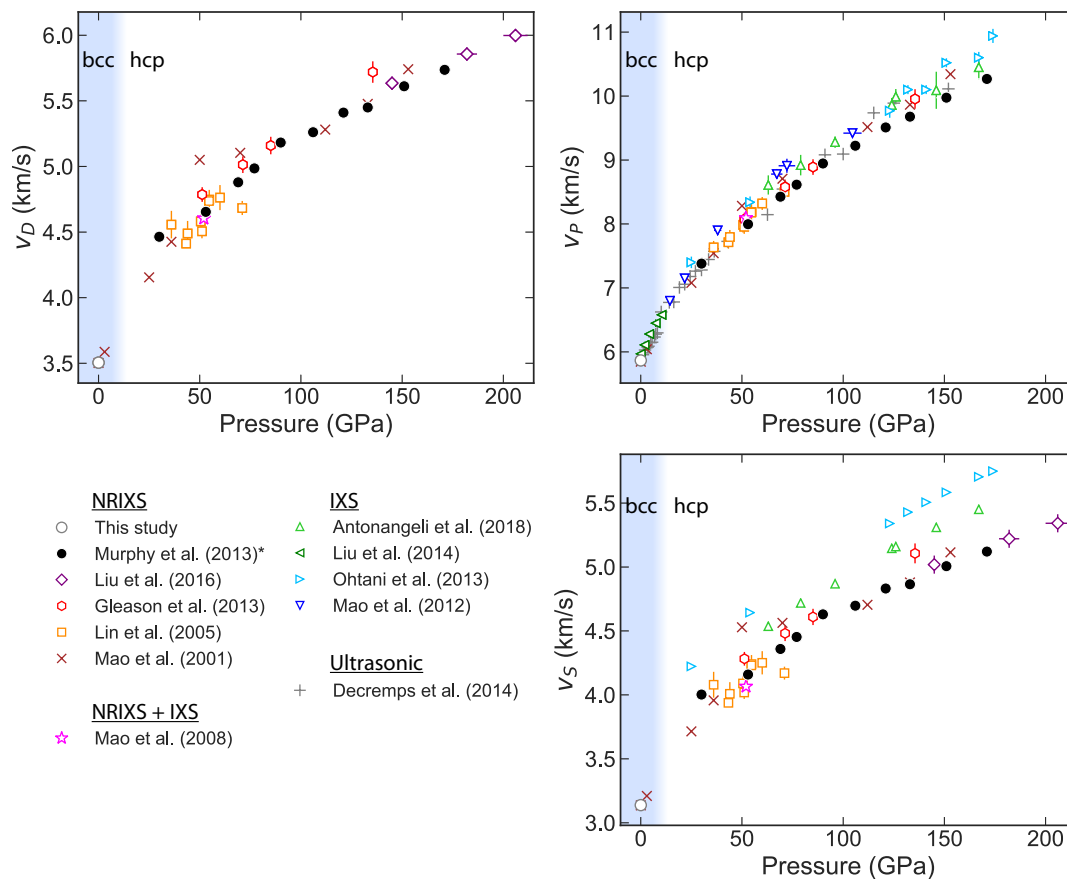 bcc hcp
6.0
5.5
5.0
4.5
4.0
3.5
v_D (km/s)
0 50 100 150 200
Pressure (GPa)
bcc hcp
11
10
9
8
7
6
v_P (km/s)
0 50 100 150 200
Pressure (GPa)
NRIXS
This study
Murphy et al. (2013)*
Liu et al. (2016)
Gleason et al. (2013)
Lin et al. (2005)
Mao et al. (2001)
NRIXS + IXS
Mao et al. (2008)
IXS
Antonangeli et al. (2018)
Liu et al. (2014)
Ohtani et al. (2013)
Mao et al. (2012)
Ultrasonic
Decremps et al. (2014)
bcc hcp
5.5
5.0
4.5
4.0
3.5
3.0
v_S (km/s)
0 50 100 150 200
Pressure (GPa)